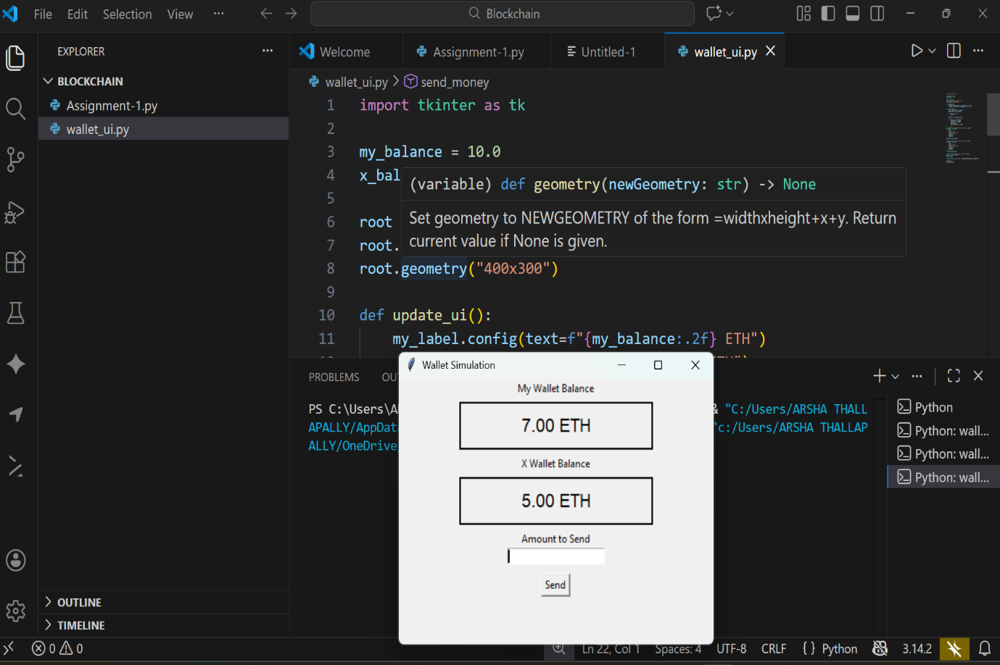 File Edit Selection View ··· Blockchain
EXPLORER ···
BLOCKCHAIN
Assignment-1.py
wallet_ui.py
OUTLINE
TIMELINE
Welcome Assignment-1.py Untitled-1 wallet_ui.py
wallet_ui.py > send_money
1 import tkinter as tk
2
3 my_balance = 10.0
4 x_bal
5
6 root
7 root.
8 root.geometry("400x300")
9
10 def update_ui():
11 my_label.config(text=f"{my_balance:.2f} ETH")
(variable) def geometry(newGeometry: str) -> None
Set geometry to NEWGEOMETRY of the form =widthxheight+x+y. Return
current value if None is given.
PROBLEMS OU
PS C:\Users\A & "C:/Users/ARSHA THALL
APALLY/AppData "c:/Users/ARSHA THALLAP
ALLY/OneDrive
Python
Python: wall...
Python: wall...
Python: wall...
Wallet Simulation
My Wallet Balance
7.00 ETH
X Wallet Balance
5.00 ETH
Amount to Send
Send
0 0 Ln 22, Col 1 Spaces: 4 UTF-8 CRLF {} Python 3.14.2